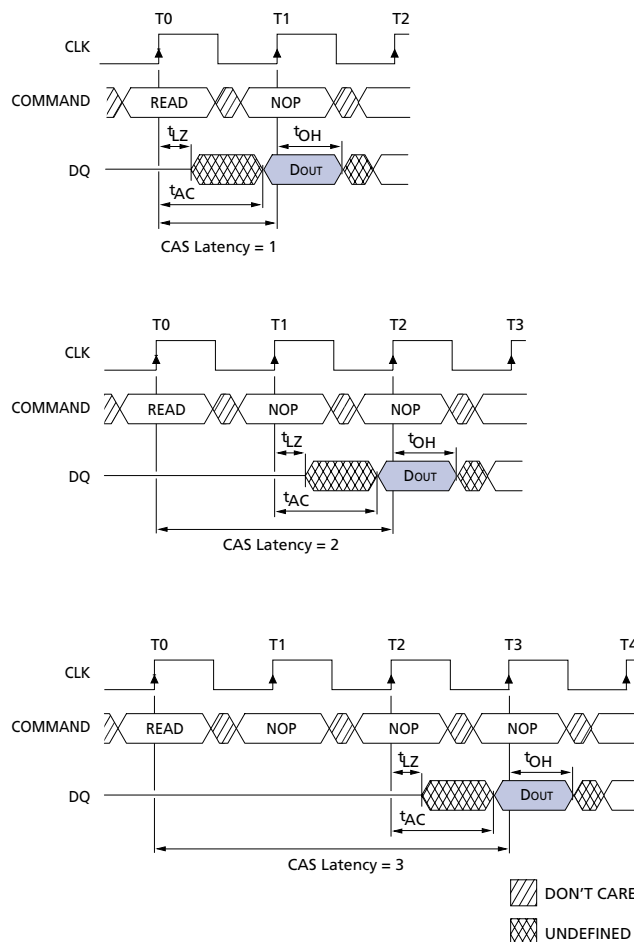 T0 T1 T2
CLK
COMMAND READ NOP
tLZ tOH
DQ DOUT
tAC
CAS Latency = 1
T0 T1 T2 T3
CLK
COMMAND READ NOP NOP
tLZ tOH
DQ DOUT
tAC
CAS Latency = 2
T0 T1 T2 T3 T4
CLK
COMMAND READ NOP NOP NOP
tLZ tOH
DQ DOUT
tAC
CAS Latency = 3
DON'T CARE
UNDEFINED